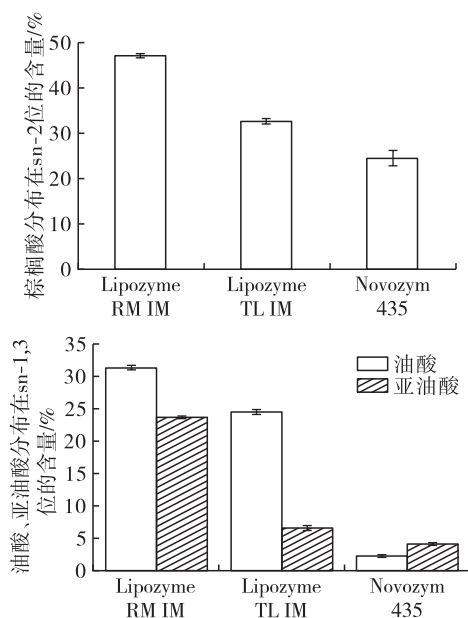 棕榈酸分布在sn-2位的含量/%
50
40
30
20
10
0
Lipozyme
RM IM
Lipozyme
TL IM
Novozym
435
油酸、亚油酸分布在sn-1,3
位的含量/%
35
30
25
20
15
10
5
0
油酸
亚油酸
Lipozyme
RM IM
Lipozyme
TL IM
Novozym
435